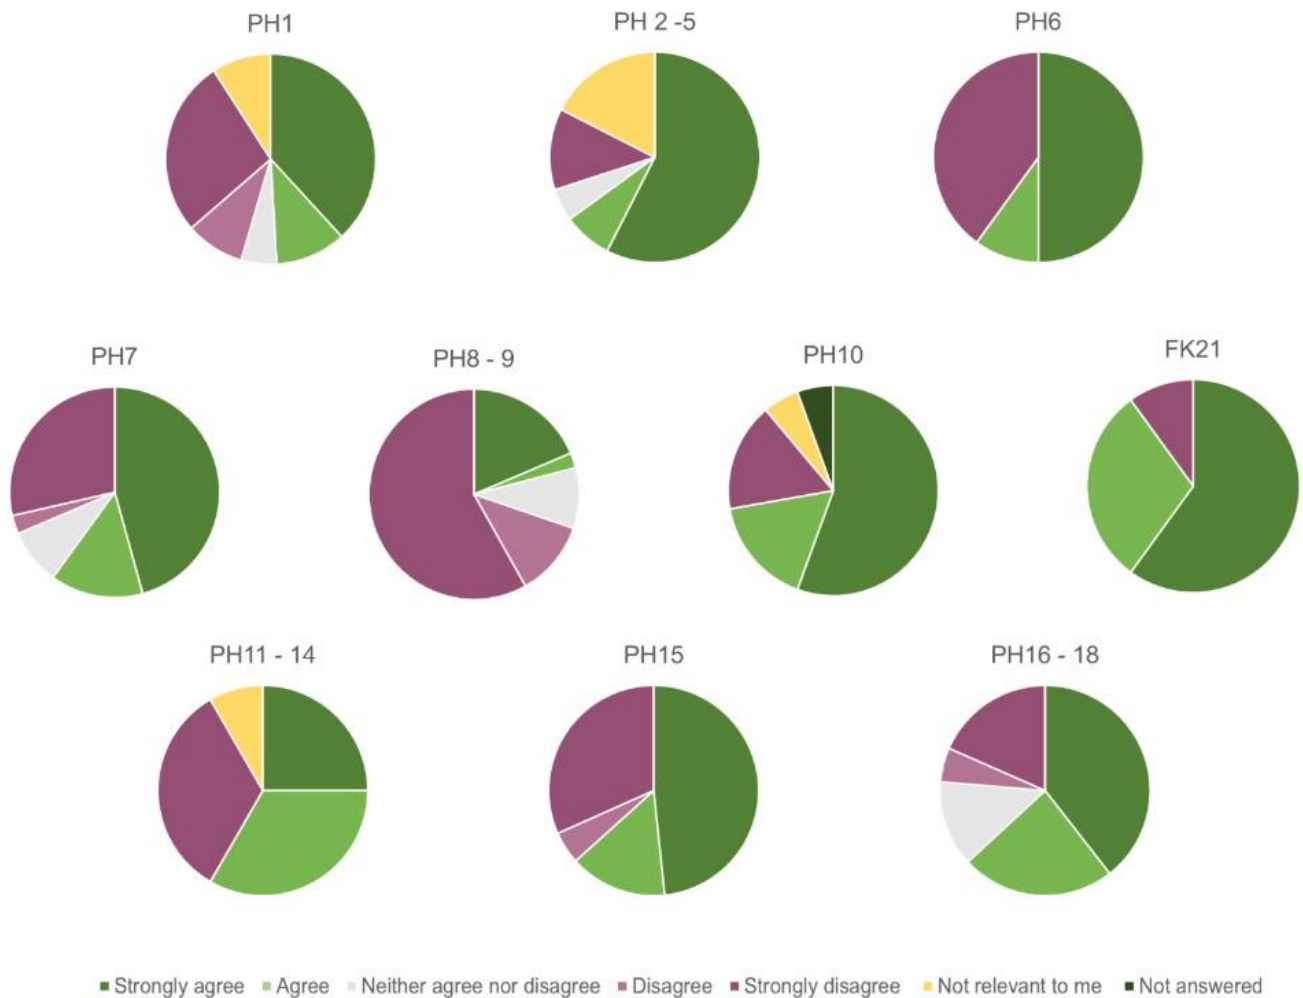 PH1
PH 2 -5
PH6
PH7
PH8 - 9
PH10
FK21
PH11 - 14
PH15
PH16 - 18
Strongly agree Agree Neither agree nor disagree Disagree Strongly disagree Not relevant to me Not answered